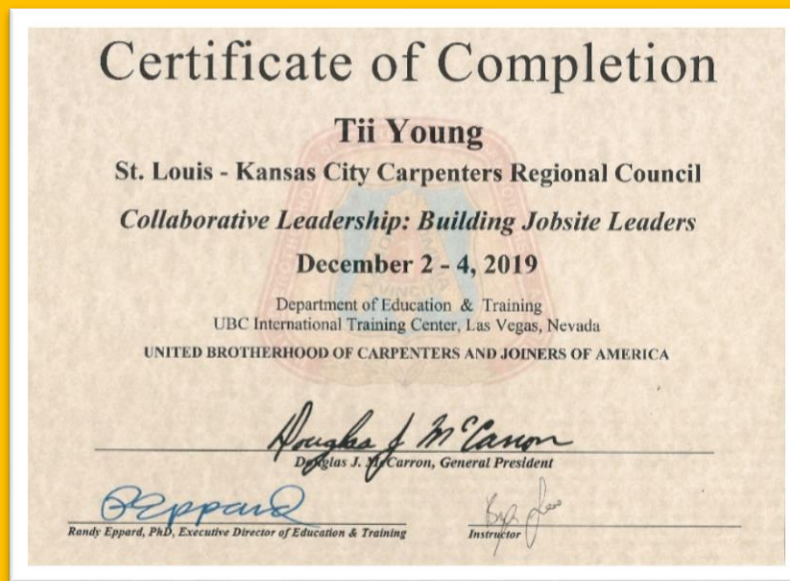 Certificate of Completion
Tii Young
St. Louis - Kansas City Carpenters Regional Council
Collaborative Leadership: Building Jobsite Leaders
December 2 - 4, 2019
Department of Education & Training
UBC International Training Center, Las Vegas, Nevada
UNITED BROTHERHOOD OF CARPENTERS AND JOINERS OF AMERICA
Douglas J McCarron
Douglas J. McCarron, General President
REppard
Randy Eppard, PhD, Executive Director of Education & Training
Instructor